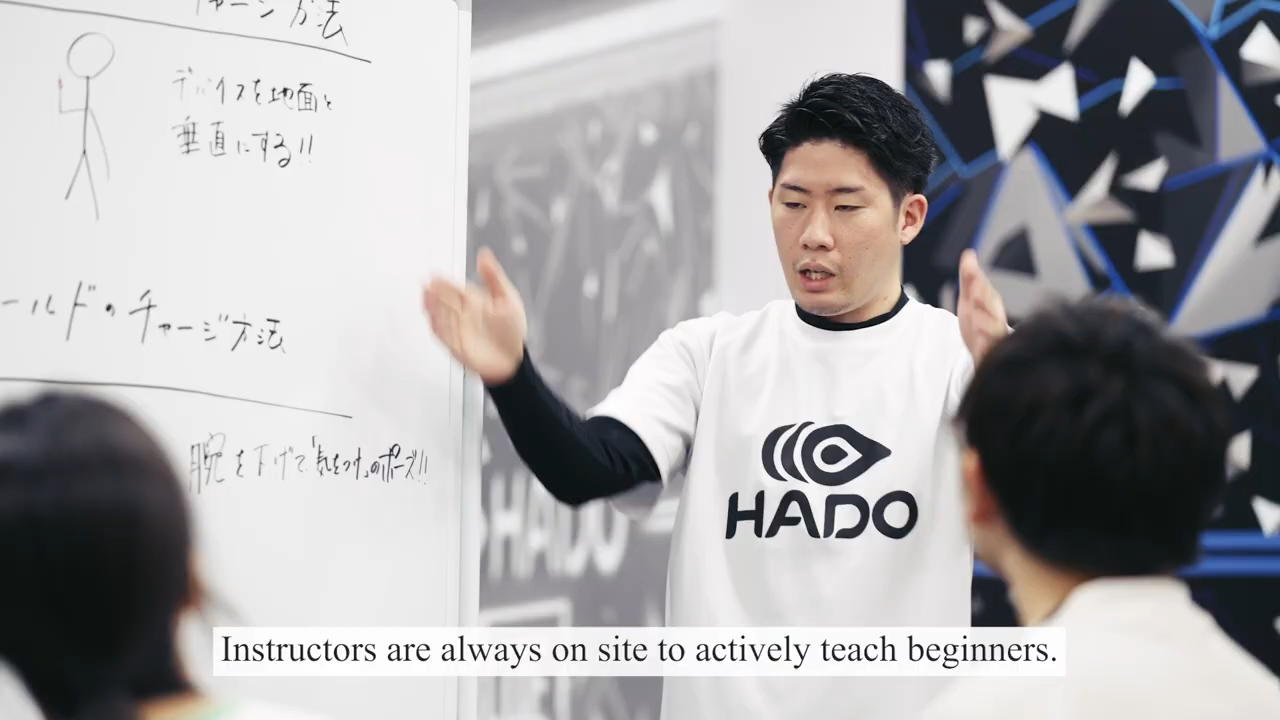 チャージ方法
デバイスを地面と
垂直にする!!
ールドのチャージ方法
腕を下げて「気をつけ」のポーズ!!
HADO
HADO
Instructors are always on site to actively teach beginners.